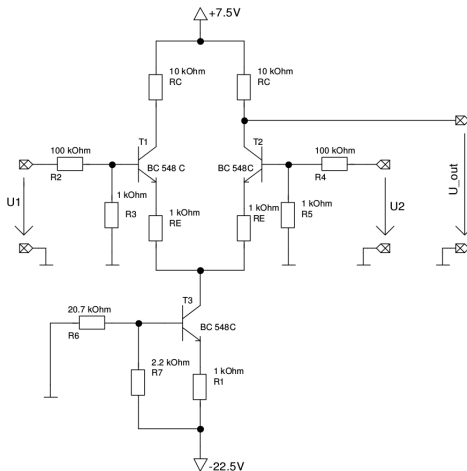 +7.5V
10 kOhm
RC
10 kOhm
RC
T1
T2
100 kOhm
BC 548 C
BC 548C
100 kOhm
R2
R4
U1
1 kOhm
R3
1 kOhm
RE
1 kOhm
RE
1 kOhm
R5
U2
U_out
T3
20.7 kOhm
BC 548C
R6
2.2 kOhm
R7
1 kOhm
R1
-22.5V